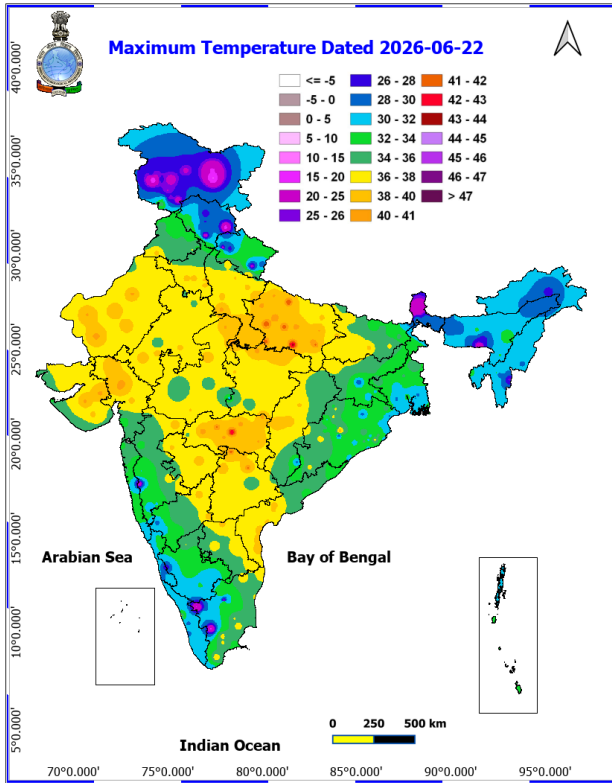 Maximum Temperature Dated 2026-06-22
<= -5
-5 - 0
0 - 5
5 - 10
10 - 15
15 - 20
20 - 25
25 - 26
26 - 28
28 - 30
30 - 32
32 - 34
34 - 36
36 - 38
38 - 40
40 - 41
41 - 42
42 - 43
43 - 44
44 - 45
45 - 46
46 - 47
> 47
40°0.000'
35°0.000'
30°0.000'
25°0.000'
20°0.000'
15°0.000'
10°0.000'
5°0.000'
Arabian Sea
Bay of Bengal
Indian Ocean
0 250 500 km
70°0.000' 75°0.000' 80°0.000' 85°0.000' 90°0.000' 95°0.000'